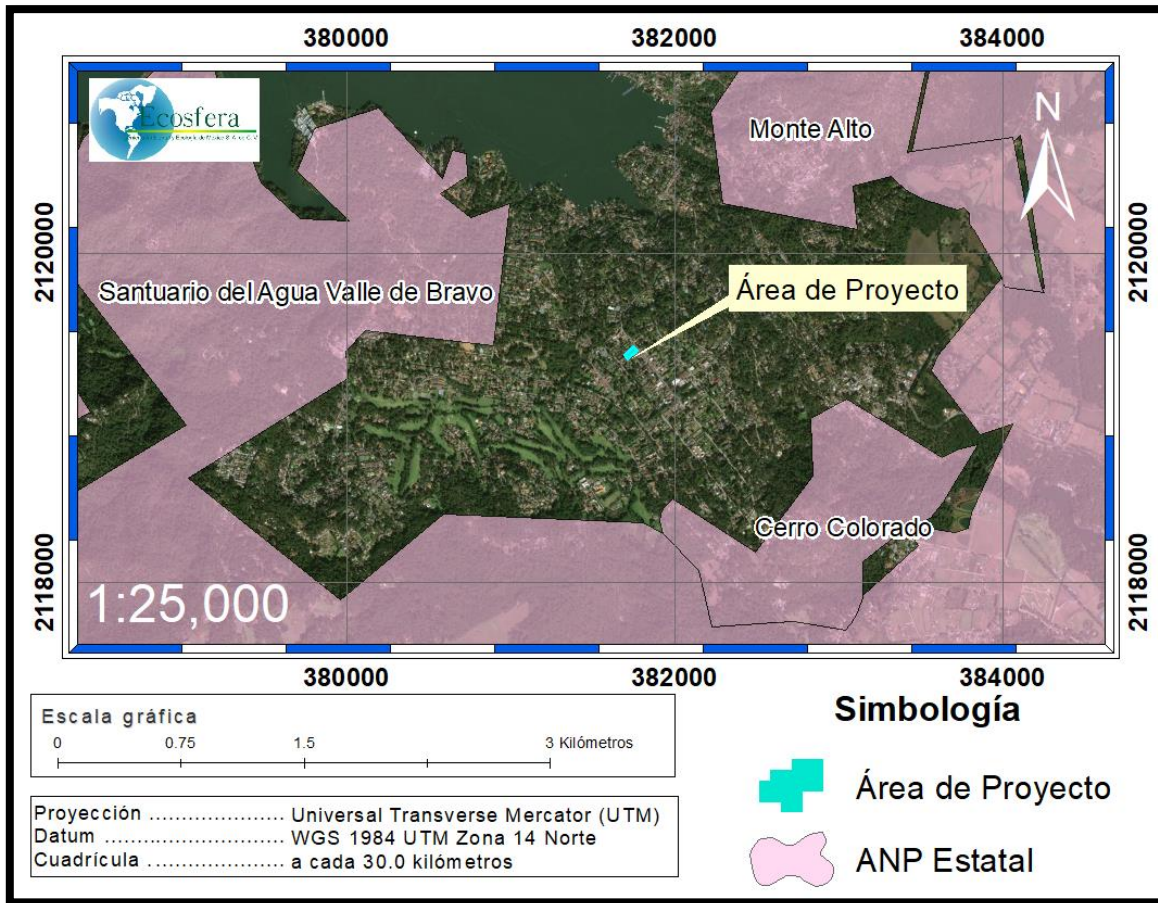 380000
382000
384000
Ecosfera
Monte Alto
N
2120000
2120000
Santuario del Agua Valle de Bravo
Área de Proyecto
Cerro Colorado
2118000
2118000
1:25,000
380000
382000
384000
Escala gráfica
0 0.75 1.5 3 Kilómetros
Simbología
Área de Proyecto
Proyección ..................... Universal Transverse Mercator (UTM)
Datum ........................... WGS 1984 UTM Zona 14 Norte
Cuadrícula ..................... a cada 30.0 kilómetros
ANP Estatal